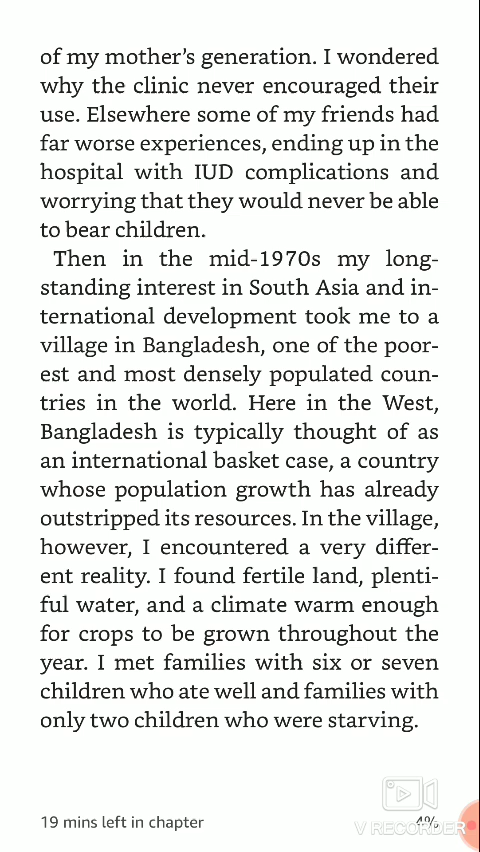 of my mother's generation. I wondered
why the clinic never encouraged their
use. Elsewhere some of my friends had
far worse experiences, ending up in the
hospital with IUD complications and
worrying that they would never be able
to bear children.
Then in the mid-1970s my long-
standing interest in South Asia and in-
ternational development took me to a
village in Bangladesh, one of the poor-
est and most densely populated coun-
tries in the world. Here in the West,
Bangladesh is typically thought of as
an international basket case, a country
whose population growth has already
outstripped its resources. In the village,
however, I encountered a very differ-
ent reality. I found fertile land, plenti-
ful water, and a climate warm enough
for crops to be grown throughout the
year. I met families with six or seven
children who ate well and families with
only two children who were starving.
19 mins left in chapter
4%
V RECORDER